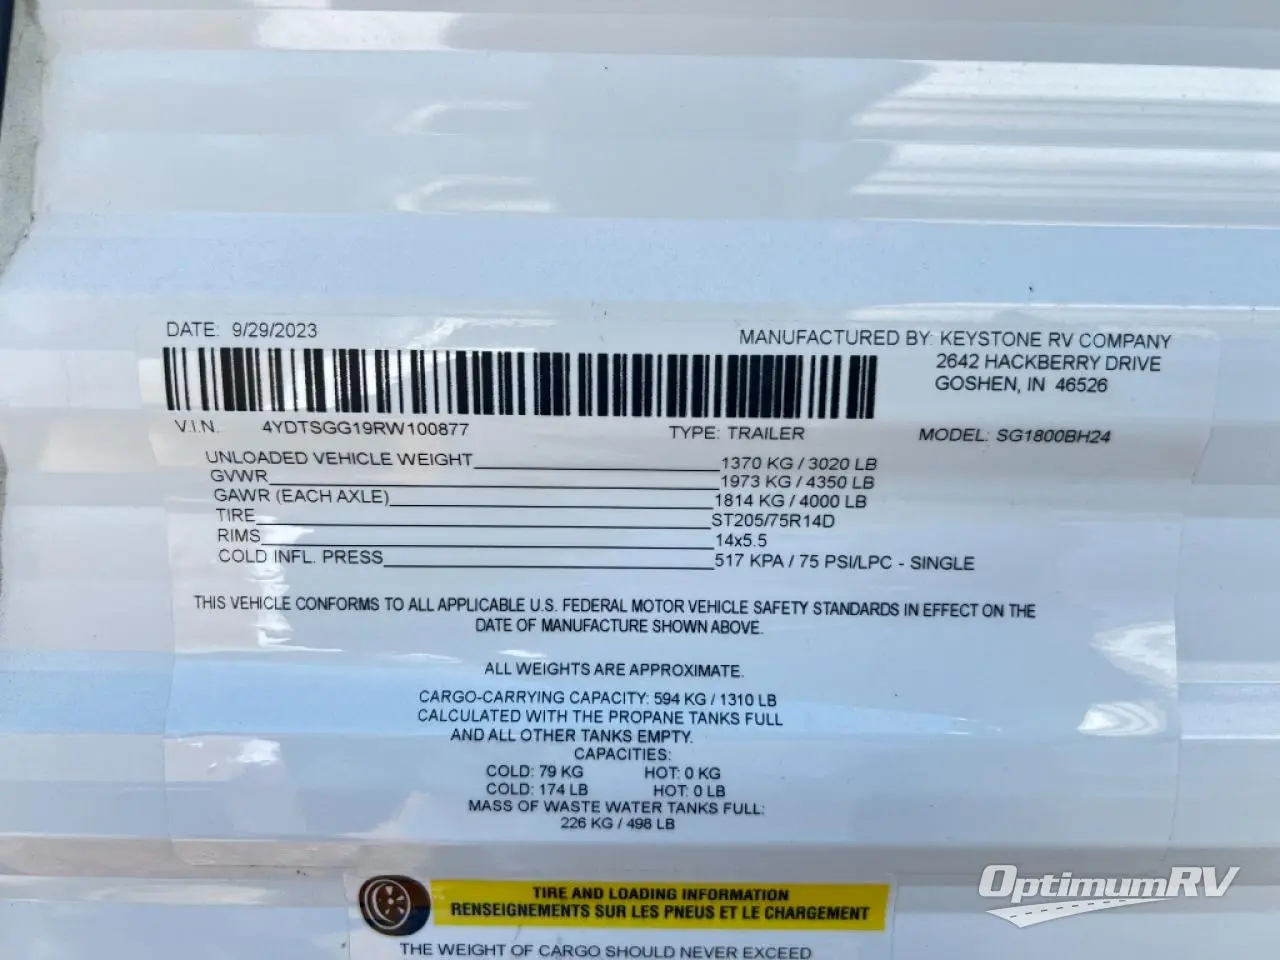 DATE: 9/29/2023
MANUFACTURED BY: KEYSTONE RV COMPANY
2642 HACKBERRY DRIVE
GOSHEN, IN 46526
V.I.N. 4YDTSGG19RW100877 TYPE: TRAILER MODEL: SG1800BH24
UNLOADED VEHICLE WEIGHT 1370 KG / 3020 LB
GVWR 1973 KG / 4350 LB
GAWR (EACH AXLE) 1814 KG / 4000 LB
TIRE ST205/75R14D
RIMS 14x5.5
COLD INFL. PRESS 517 KPA / 75 PSI/LPC - SINGLE
THIS VEHICLE CONFORMS TO ALL APPLICABLE U.S. FEDERAL MOTOR VEHICLE SAFETY STANDARDS IN EFFECT ON THE
DATE OF MANUFACTURE SHOWN ABOVE.
ALL WEIGHTS ARE APPROXIMATE.
CARGO-CARRYING CAPACITY: 594 KG / 1310 LB
CALCULATED WITH THE PROPANE TANKS FULL
AND ALL OTHER TANKS EMPTY.
CAPACITIES:
COLD: 79 KG HOT: 0 KG
COLD: 174 LB HOT: 0 LB
MASS OF WASTE WATER TANKS FULL:
226 KG / 498 LB
TIRE AND LOADING INFORMATION
RENSEIGNEMENTS SUR LES PNEUS ET LE CHARGEMENT
THE WEIGHT OF CARGO SHOULD NEVER EXCEED
OptimumRV